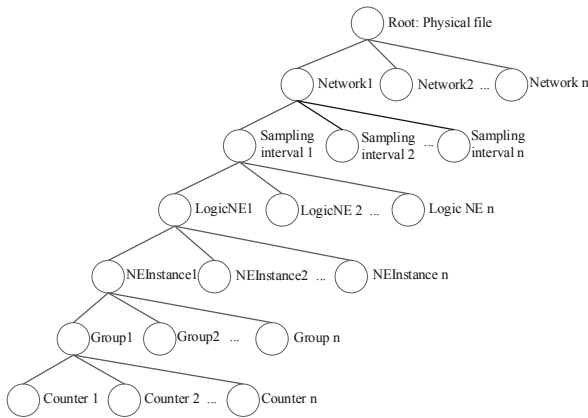 Root: Physical file
Network1 Network2 ... Network n
Sampling interval 1 Sampling interval 2 ... Sampling interval n
LogicNE1 LogicNE 2 ... Logic NE n
NEInstance1 NEInstance2 ... NEInstance n
Group1 Group2 ... Group n
Counter 1 Counter 2 ... Counter n